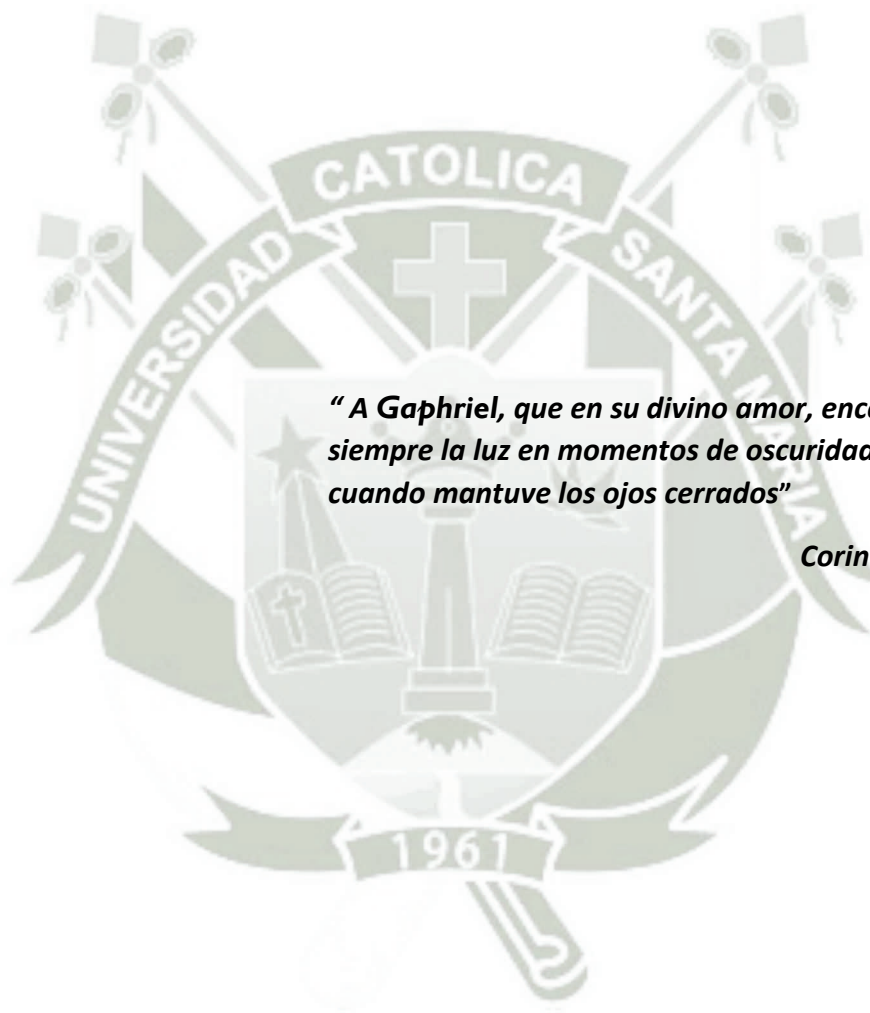 CATOLICA
UNIVERSIDAD
SANTA MARIA
“ A Gaphriel, que en su divino amor,
siempre la luz en momentos de oscuridad
cuando mantuve los ojos cerrados”
1961